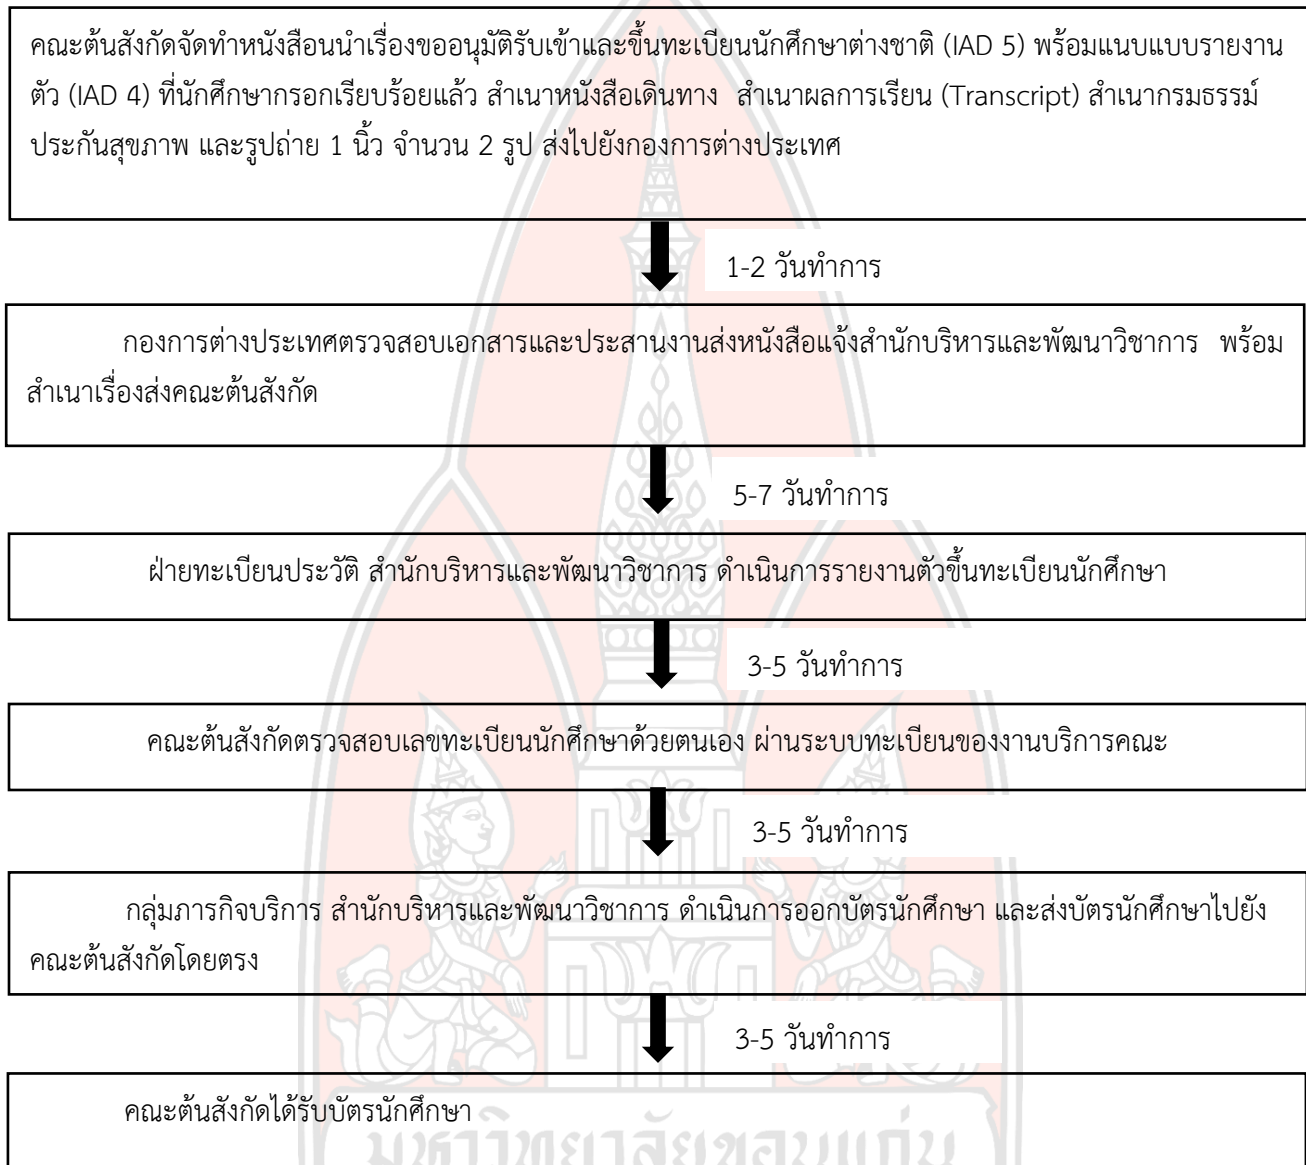 คณะต้นสังกัดจัดทำหนังสือนนำเรื่องขออนุมัติรับเข้าและขึ้นทะเบียนนักศึกษาต่างชาติ (IAD 5) พร้อมแนบแบบรายงาน
ตัว (IAD 4) ที่นักศึกษากรอกเรียบร้อยแล้ว สำเนาหนังสือเดินทาง สำเนาผลการเรียน (Transcript) สำเนากรมธรรม์
ประกันสุขภาพ และรูปถ่าย 1 นิ้ว จำนวน 2 รูป ส่งไปยังกองการต่างประเทศ
1-2 วันทำการ
กองการต่างประเทศตรวจสอบเอกสารและประสานงานส่งหนังสือแจ้งสำนักบริหารและพัฒนาวิชาการ พร้อม
สำเนาเรื่องส่งคณะต้นสังกัด
5-7 วันทำการ
ฝ่ายทะเบียนประวัติ สำนักบริหารและพัฒนาวิชาการ ดำเนินการรายงานตัวขึ้นทะเบียนนักศึกษา
3-5 วันทำการ
คณะต้นสังกัดตรวจสอบเลขทะเบียนนักศึกษาด้วยตนเอง ผ่านระบบทะเบียนของงานบริการคณะ
3-5 วันทำการ
กลุ่มภารกิจบริการ สำนักบริหารและพัฒนาวิชาการ ดำเนินการออกบัตรนักศึกษา และส่งบัตรนักศึกษาไปยัง
คณะต้นสังกัดโดยตรง
3-5 วันทำการ
คณะต้นสังกัดได้รับบัตรนักศึกษา
มหาวิทยาลัยขอนแก่น